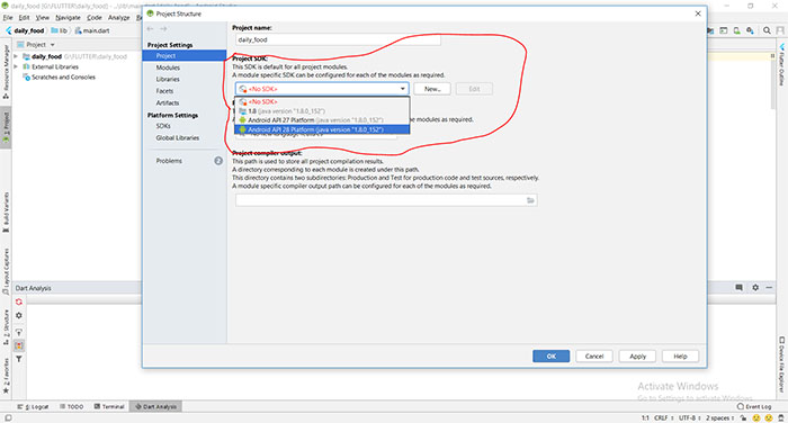 daily_food
Project Structure
File Edit View Navigate Code Analyze
daily_food lib main.dart
Project
daily_food G:\FLUTTER\daily_food
External Libraries
Scratches and Consoles
Resource Manager
1: Project
Build Variants
Layout Captures
Z: Structure
2: Favorites
Project Settings
Project
Modules
Libraries
Facets
Artifacts
Platform Settings
SDKs
Global Libraries
Problems 2
Project name:
daily_food
Project SDK:
This SDK is default for all project modules.
A module specific SDK can be configured for each of the modules as required.
<No SDK> New... Edit
<No SDK>
1.8 (java version "1.8.0_152")
Android API 27 Platform (java version "1.8.0_152")
the modules as required.
Android API 28 Platform (java version "1.8.0_152")
Project compiler output:
This path is used to store all project compilation results.
A directory corresponding to each module is created under this path.
This directory contains two subdirectories: Production and Test for production code and test sources, respectively.
A module specific compiler output path can be configured for each of the modules as required.
OK Cancel Apply Help
Flutter Outline
Device File Explorer
Dart Analysis
Activate Windows
Go to Settings to activate Windows.
6: Logcat TODO Terminal Dart Analysis Event Log
1:1 CRLF UTF-8 2 spaces